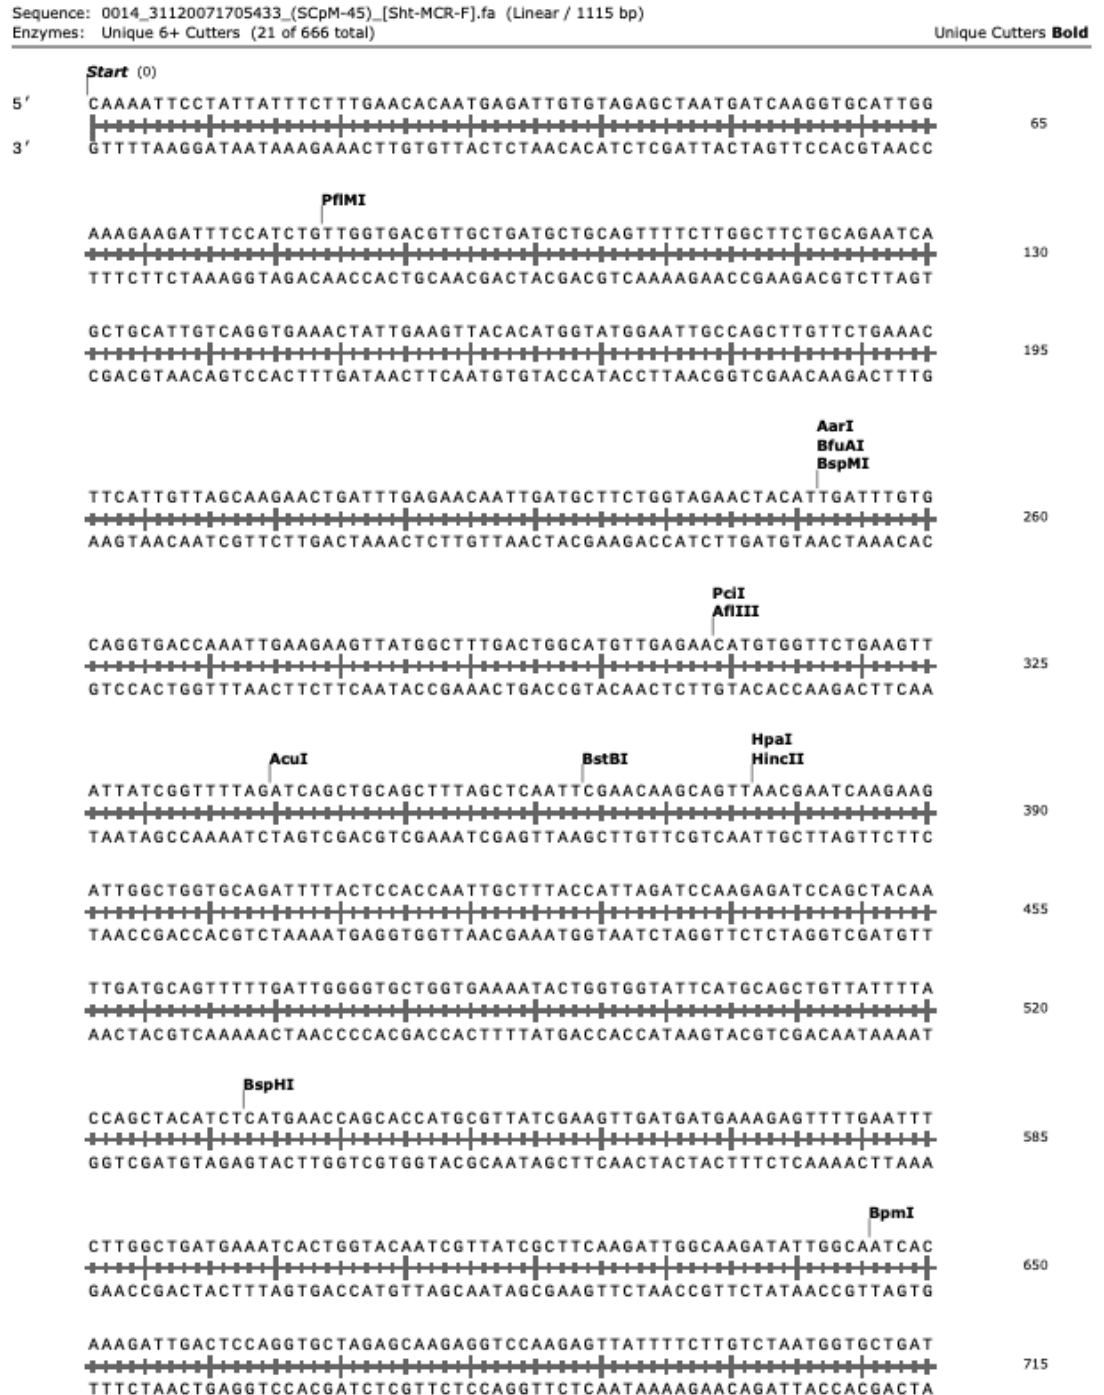 Sequence: 0014_31120071705433_(SCpM-45)_[Sht-MCR-F].fa (Linear / 1115 bp)
Enzymes: Unique 6+ Cutters (21 of 666 total) Unique Cutters Bold
Start (0)
5′ CAAAATTCCTATTATTTCTTTGAACACAATGAGATTGTGTAGAGCTAATGATCAAGGTGCATTGG
65
3′ GTTTTAAGGATAATAAAGAAACTTGTGTTACTCTAACACATCTCGATTACTAGTTCCACGTAACC
PflMI
AAAGAAGATTTCCATCTGTTGGTGACGTTGCTGATGCTGCAGTTTTCTTGGCTTCTGCAGAATCA
130
TTTCTTCTAAAGGTAGACAACCACTGCAACGACTACGACGTCAAAAGAACCGAAGACGTCTTAGT
GCTGCATTGTCAGGTGAAACTATTGAAGTTACACATGGTATGGAATTGCCAGCTTGTTCTGAAAC
195
CGACGTAACAGTCCACTTTGATAACTTCAATGTGTACCATACCTTAACGGTCGAACAAGACTTTG
AarI
BfuAI
BspMI
TTCATTGTTAGCAAGAACTGATTTGAGAACAATTGATGCTTCTGGTAGAACTACATTGATTTGTG
260
AAGTAACAATCGTTCTTGACTAAACTCTTGTTAACTACGAAGACCATCTTGATGTAACTAAACAC
PciI
AflIII
CAGGTGACCAAATTGAAGAAGTTATGGCTTTGACTGGCATGTTGAGAACATGTGGTTCTGAAGTT
325
GTCCACTGGTTTAACTTCTTCAATACCGAAACTGACCGTACAACTCTTGTACACCAAGACTTCAA
HpaI
AcuI BstBI HincII
ATTATCGGTTTTAGATCAGCTGCAGCTTTAGCTCAATTCGAACAAGCAGTTAACGAATCAAGAAG
390
TAATAGCCAAAATCTAGTCGACGTCGAAATCGAGTTAAGCTTGTTCGTCAATTGCTTAGTTCTTC
ATTGGCTGGTGCAGATTTTACTCCACCAATTGCTTTACCATTAGATCCAAGAGATCCAGCTACAA
455
TAACCGACCACGTCTAAAATGAGGTGGTTAACGAAATGGTAATCTAGGTTCTCTAGGTCGATGTT
TTGATGCAGTTTTTGATTGGGGTGCTGGTGAAAATACTGGTGGTATTCATGCAGCTGTTATTTTA
520
AACTACGTCAAAAACTAACCCCACGACCACTTTTATGACCACCATAAGTACGTCGACAATAAAAT
BspHI
CCAGCTACATCTCATGAACCAGCACCATGCGTTATCGAAGTTGATGATGAAAGAGTTTTGAATTT
585
GGTCGATGTAGAGTACTTGGTCGTGGTACGCAATAGCTTCAACTACTACTTTCTCAAAACTTAAA
BpmI
CTTGGCTGATGAAATCACTGGTACAATCGTTATCGCTTCAAGATTGGCAAGATATTGGCAATCAC
650
GAACCGACTACTTTAGTGACCATGTTAGCAATAGCGAAGTTCTAACCGTTCTATAACCGTTAGTG
AAAGATTGACTCCAGGTGCTAGAGCAAGAGGTCCAAGAGTTATTTTCTTGTCTAATGGTGCTGAT
715
TTTCTAACTGAGGTCCACGATCTCGTTCTCCAGGTTCTCAATAAAAGAACAGATTACCACGACTA